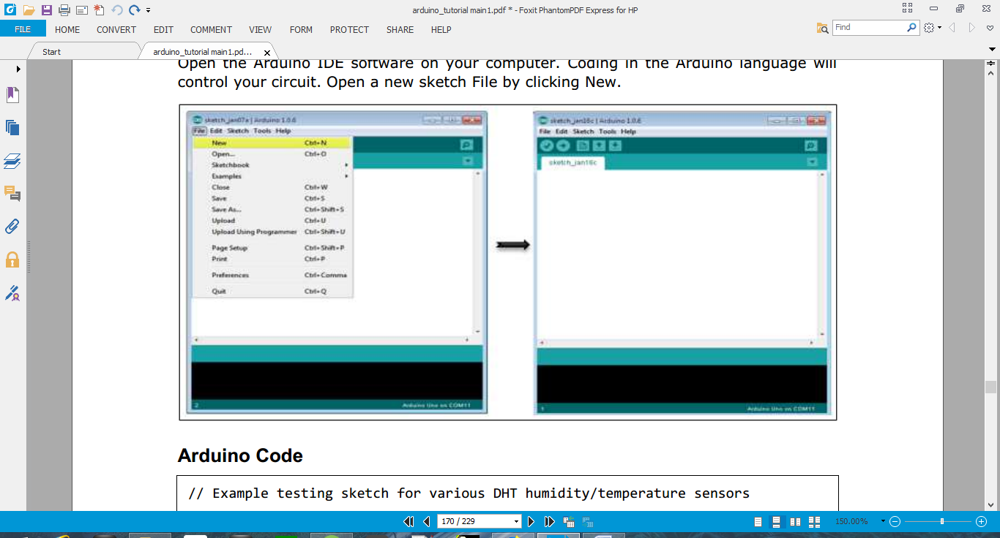 arduino_tutorial main1.pdf * - Foxit PhantomPDF Express for HP
FILE HOME CONVERT EDIT COMMENT VIEW FORM PROTECT SHARE HELP
Find
Start
arduino_tutorial main1.pd...
Open the Arduino IDE software on your computer. Coding in the Arduino language will
control your circuit. Open a new sketch File by clicking New.
sketch_jan07a | Arduino 1.0.6
File Edit Sketch Tools Help
New Ctrl+N
Open... Ctrl+O
Sketchbook
Examples
Close Ctrl+W
Save Ctrl+S
Save As... Ctrl+Shift+S
Upload Ctrl+U
Upload Using Programmer Ctrl+Shift+U
Page Setup Ctrl+Shift+P
Print Ctrl+P
Preferences Ctrl+Comma
Quit Ctrl+Q
2
Arduino Uno on COM11
sketch_jan16c | Arduino 1.0.6
File Edit Sketch Tools Help
sketch_jan16c
1
Arduino Uno on COM11
Arduino Code
// Example testing sketch for various DHT humidity/temperature sensors
170 / 229
150.00%